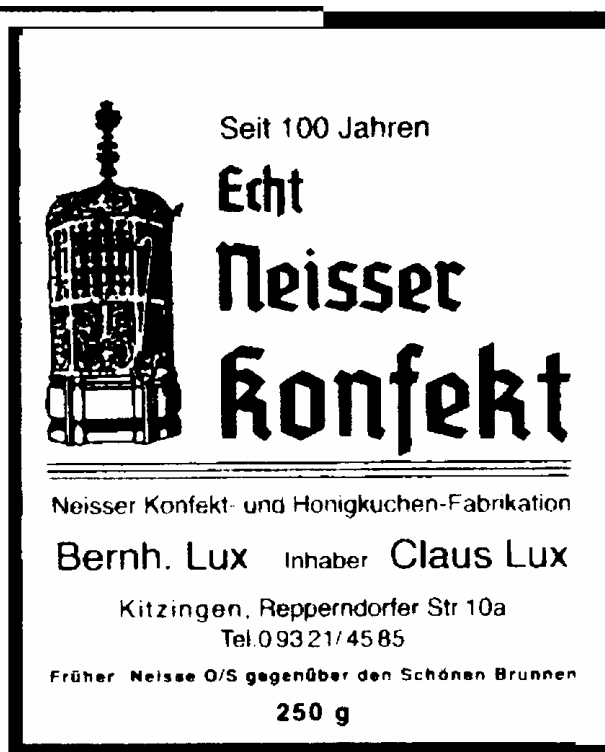 Seit 100 Jahren
Echt
Neisser
Konfekt
Neisser Konfekt- und Honigkuchen-Fabrikation
Bernh. Lux Inhaber Claus Lux
Kitzingen, Repperndorfer Str 10a
Tel.09321/4585
Früher Neisse O/S gegenüber den Schönen Brunnen
250 g